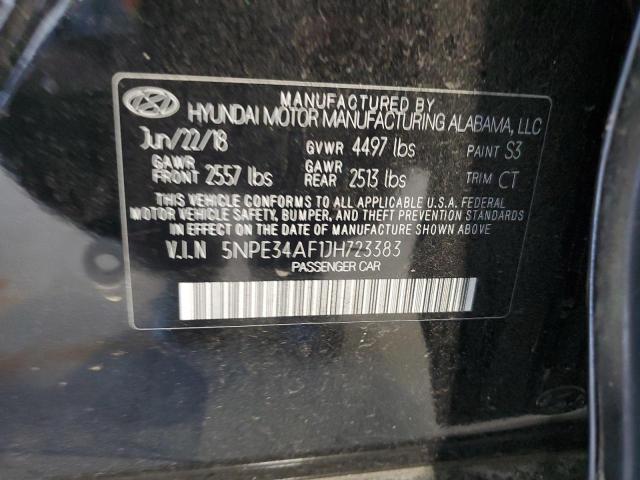 MANUFACTURED BY
HYUNDAI MOTOR MANUFACTURING ALABAMA, LLC
Jun/22/18 GVWR 4497 lbs PAINT S3
GAWR FRONT 2557 lbs GAWR REAR 2513 lbs TRIM CT
THIS VEHICLE CONFORMS TO ALL APPLICABLE U.S.A. FEDERAL
MOTOR VEHICLE SAFETY, BUMPER, AND THEFT PREVENTION STANDARDS
IN EFFECT ON THE DATE OF MANUFACTURE SHOWN ABOVE.
V.I.N 5NPE34AF1JH723383
PASSENGER CAR